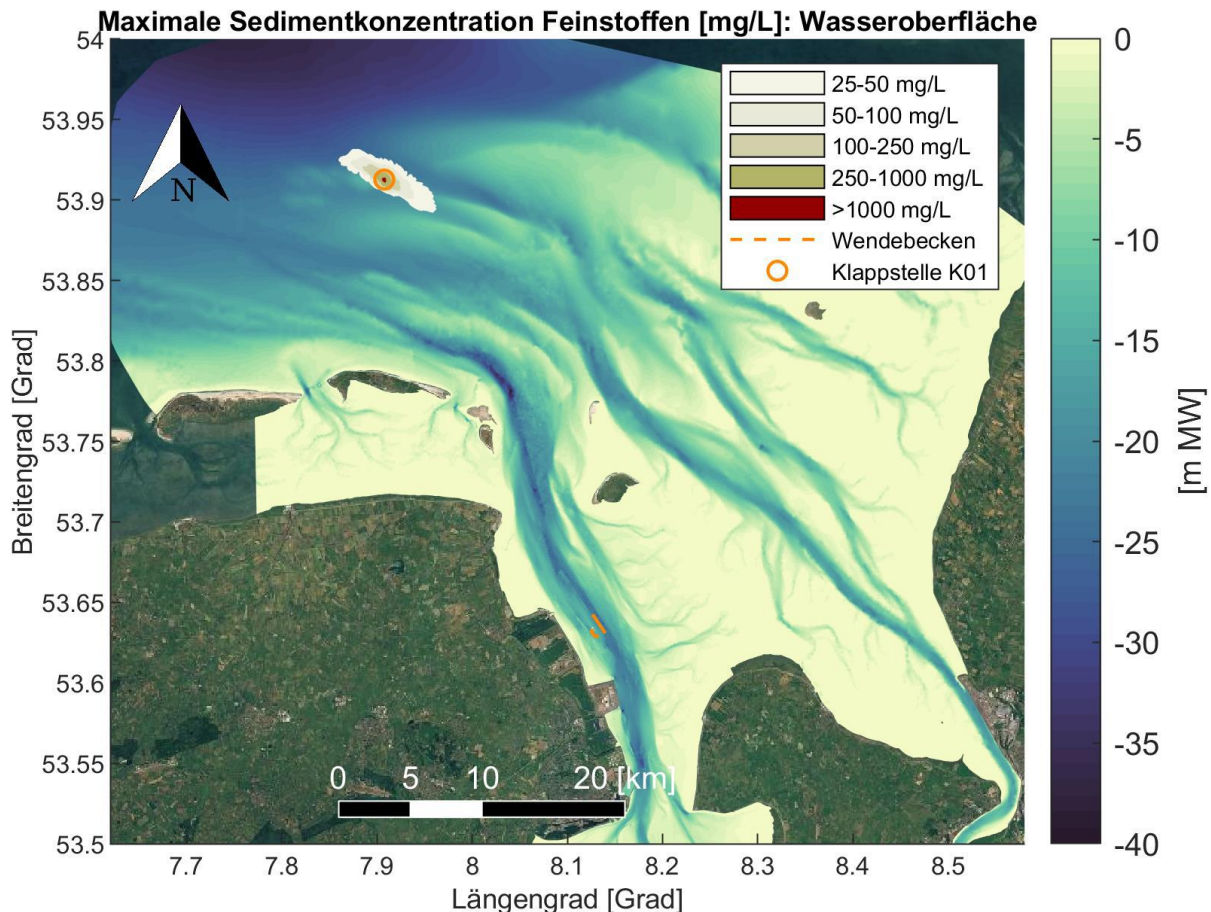 Maximale Sedimentkonzentration Feinstoffen [mg/L]: Wasseroberfläche
54
53.95
53.9
53.85
53.8
53.75
53.7
53.65
53.6
53.55
53.5
Breitengrad [Grad]
N
25-50 mg/L
50-100 mg/L
100-250 mg/L
250-1000 mg/L
>1000 mg/L
Wendebecken
Klappstelle K01
0 5 10 20 [km]
7.7 7.8 7.9 8 8.1 8.2 8.3 8.4 8.5
Längengrad [Grad]
0
-5
-10
-15
-20
-25
-30
-35
-40
[m MW]